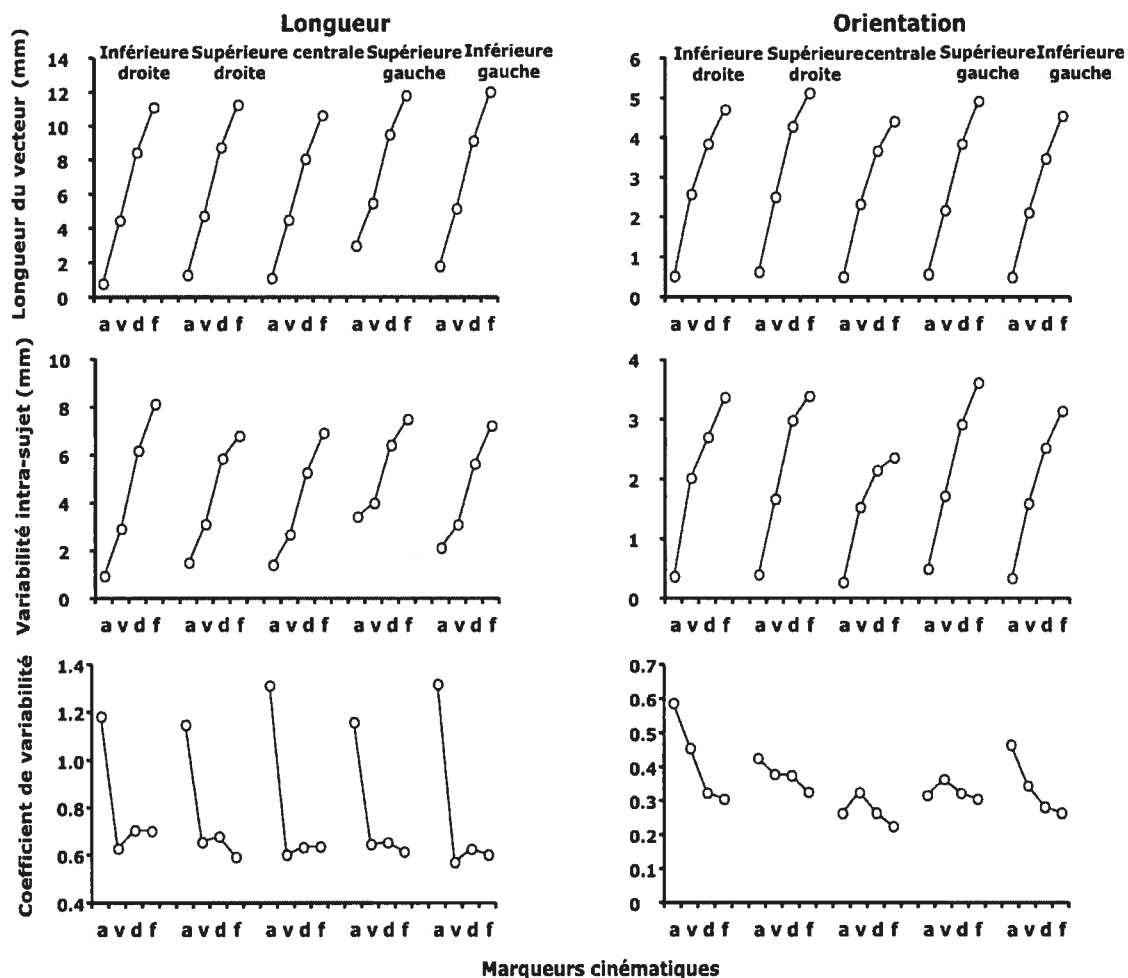 Longueur Orientation
Inférieure Supérieure centrale Supérieure Inférieure
droite droite gauche gauche
Inférieure Supérieurecentrale Supérieure Inférieure
droite droite gauche gauche
Longueur du vecteur (mm)
14
12
10
8
6
4
2
0
a v d f a v d f a v d f a v d f a v d f
6
5
4
3
2
1
0
a v d f a v d f a v d f a v d f a v d f
Variabilité intra-sujet (mm)
10
8
6
4
2
0
a v d f a v d f a v d f a v d f a v d f
4
3
2
1
0
a v d f a v d f a v d f a v d f a v d f
Coefficient de variabilité
1.4
1.2
1.0
0.8
0.6
0.4
a v d f a v d f a v d f a v d f a v d f
0.7
0.6
0.5
0.4
0.3
0.2
0.1
0
a v d f a v d f a v d f a v d f a v d f
Marqueurs cinématiques